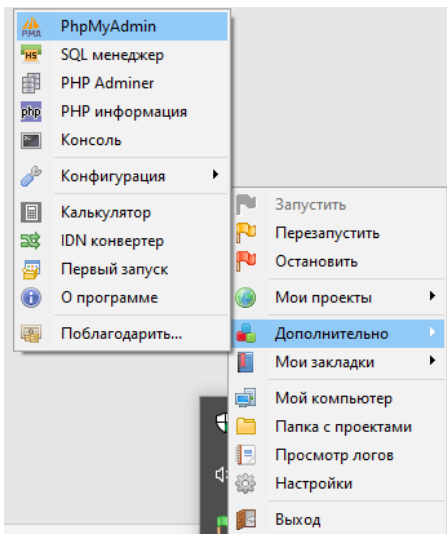 PhpMyAdmin
SQL менеджер
PHP Adminer
PHP информация
Консоль
Конфигурация
Калькулятор
IDN конвертер
Первый запуск
О программе
Поблагодарить...
Запустить
Перезапустить
Остановить
Мои проекты
Дополнительно
Мои закладки
Мой компьютер
Папка с проектами
Просмотр логов
Настройки
Выход